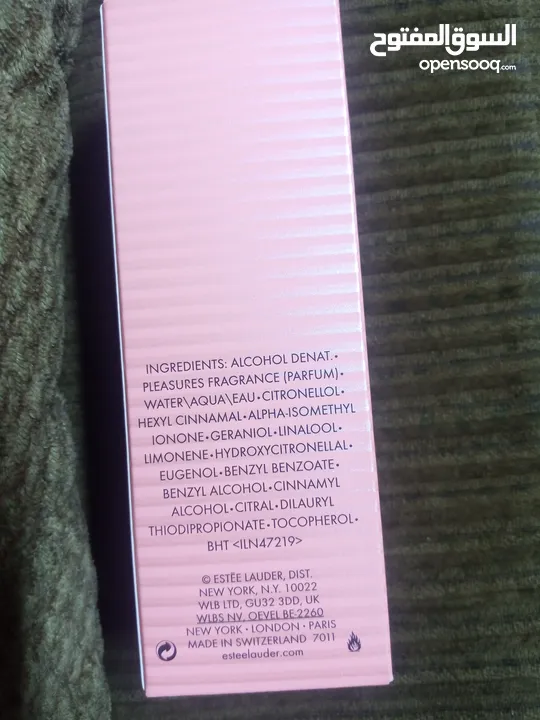 السوق المفتوح
opensooq.com
INGREDIENTS: ALCOHOL DENAT.•
PLEASURES FRAGRANCE (PARFUM)•
WATER\AQUA\EAU•CITRONELLOL•
HEXYL CINNAMAL•ALPHA-ISOMETHYL
IONONE•GERANIOL•LINALOOL•
LIMONENE•HYDROXYCITRONELLAL•
EUGENOL•BENZYL BENZOATE•
BENZYL ALCOHOL•CINNAMYL
ALCOHOL•CITRAL•DILAURYL
THIODIPROPIONATE•TOCOPHEROL•
BHT <ILN47219>
© ESTĒE LAUDER, DIST.
NEW YORK, N.Y. 10022
WLB LTD, GU32 3DD, UK
WLBS NV, OEVEL BE-2260
NEW YORK • LONDON • PARIS
MADE IN SWITZERLAND 7011
esteelauder.com